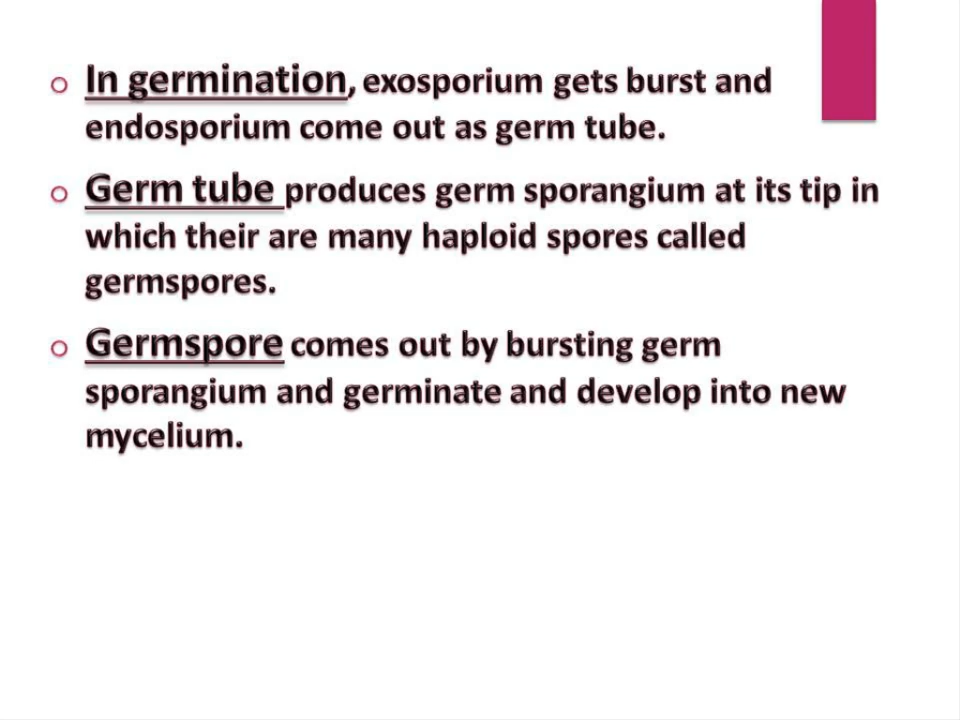 In germination, exosporium gets burst and
endosporium come out as germ tube.
Germ tube produces germ sporangium at its tip in
which their are many haploid spores called
germspores.
Germspore comes out by bursting germ
sporangium and germinate and develop into new
mycelium.